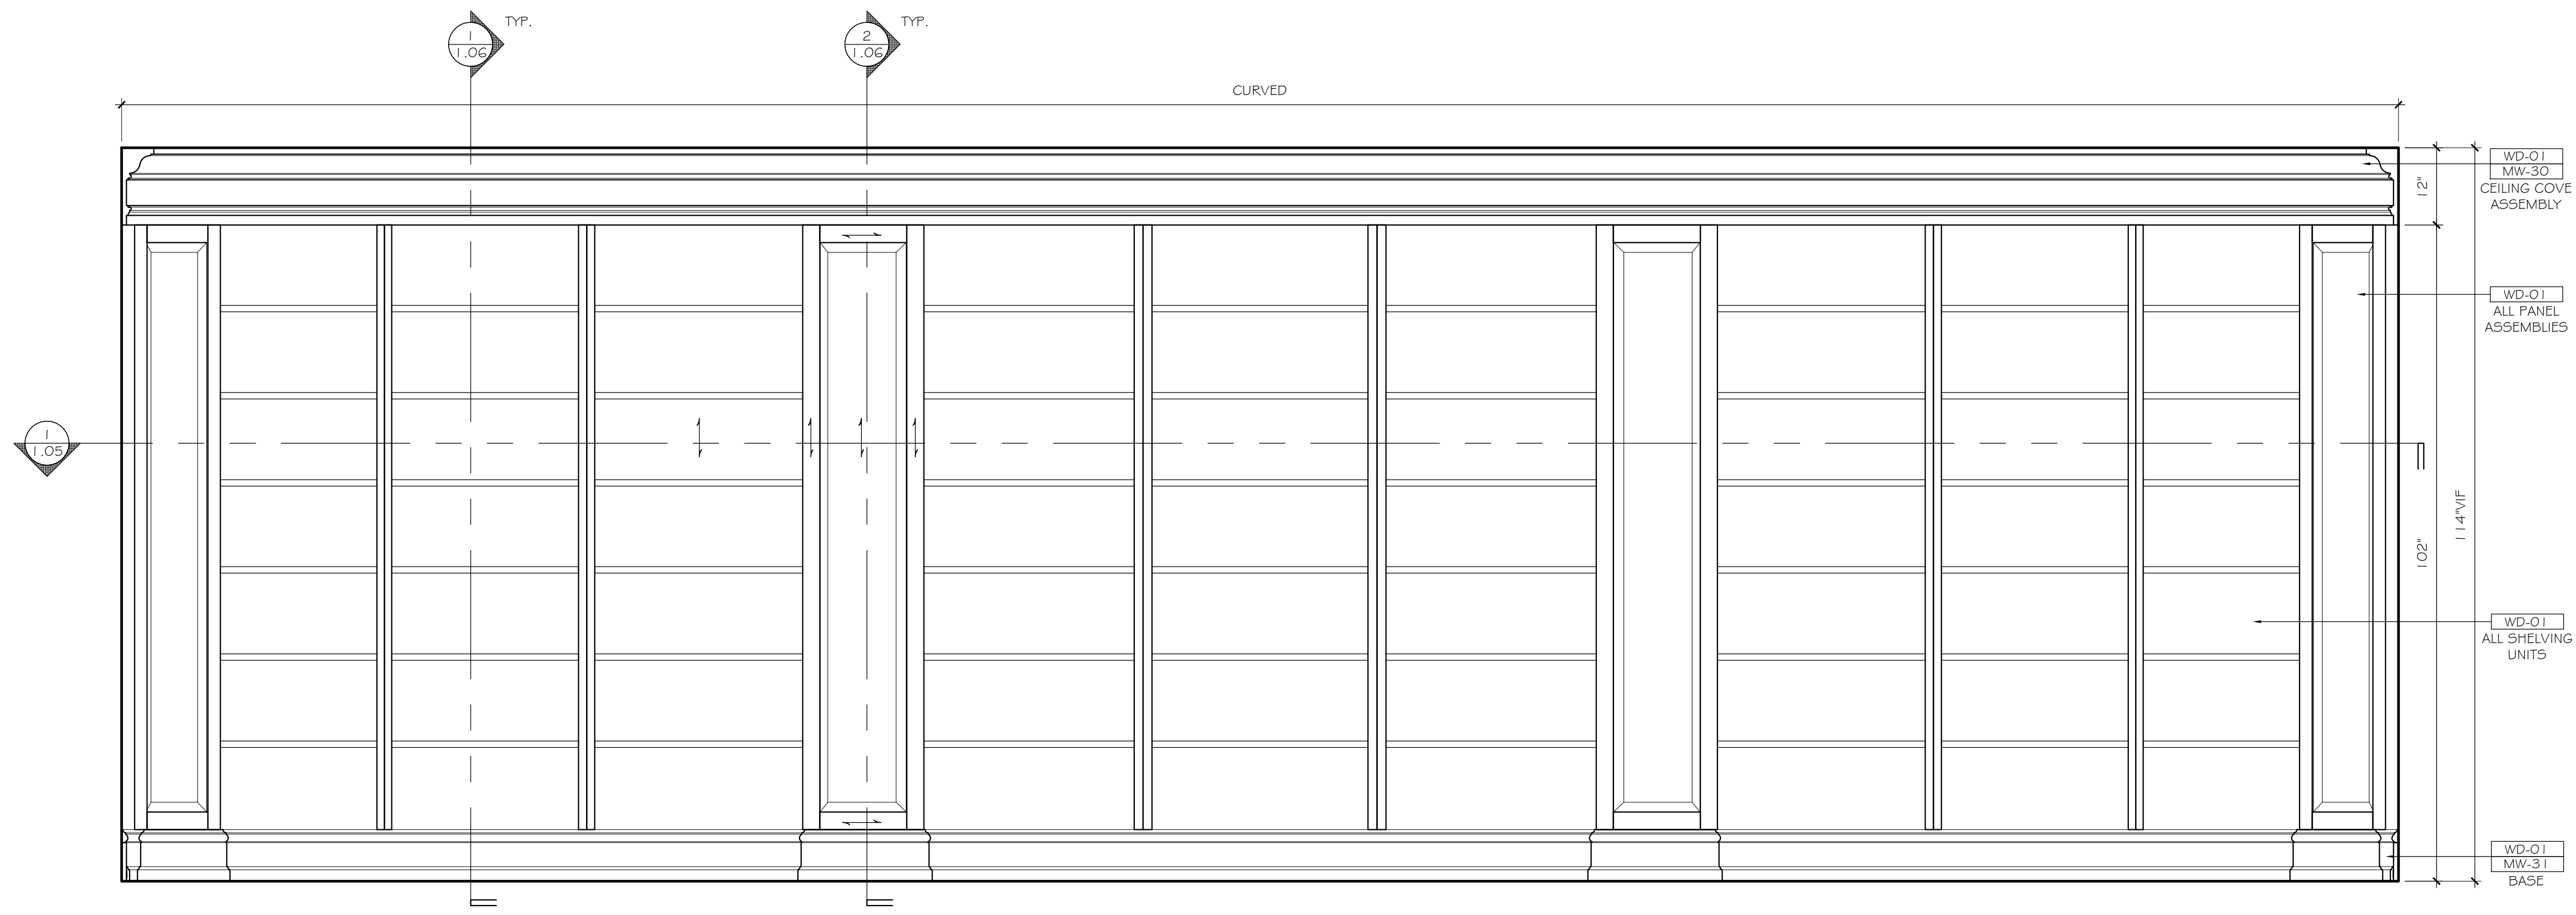 1
1.06
TYP.
2
1.06
TYP.
CURVED
WD-01
MW-30
CEILING COVE
ASSEMBLY
12"
WD-01
ALL PANEL
ASSEMBLIES
1
1.05
114"VIF
102"
WD-01
ALL SHELVING
UNITS
WD-01
MW-31
BASE